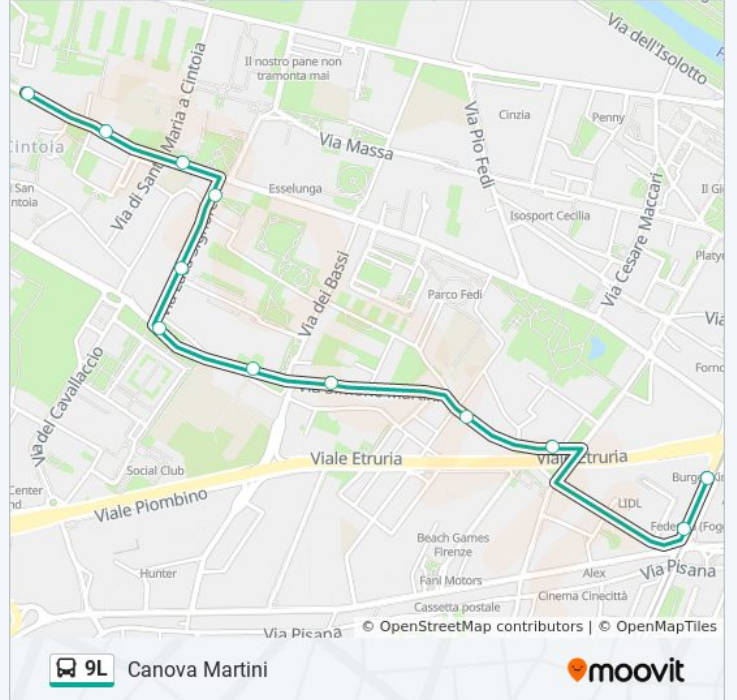 Via dell'Isolotto
Il nostro pane non
tramonta mai
Via di Santa Maria a Cintoia
Cinzia
Penny
Via Pio Fedi
Via Massa
Esselunga
Via Cesare Maccari
Isosport Cecilia
Via dei Bassi
Parco Fedi
Via
Via del Cavallaccio
Viale Etruria
Viale Etruria
Social Club
Center
LIDL
Viale Piombino
Beach Games
Firenze
Hunter
Fani Motors
Alex
Via Pisana
Cinema Cinecittà
Cassetta postale
Via Pisana
© OpenStreetMap contributors | © OpenMapTiles
9L Canova Martini
moovit